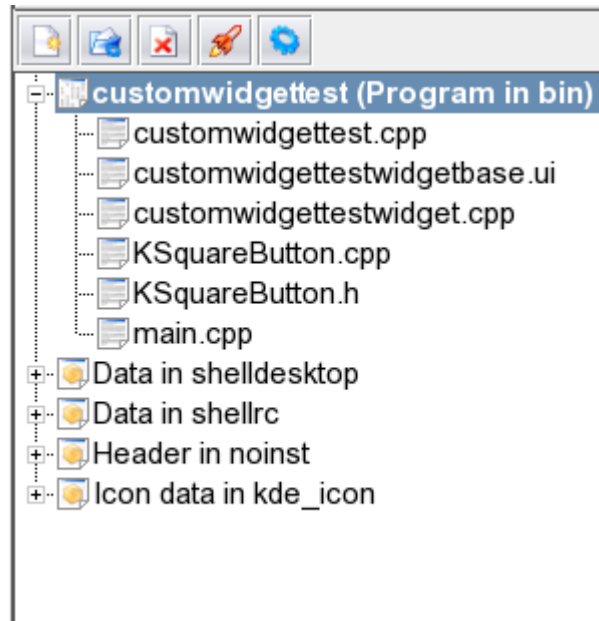 customwidgettest (Program in bin)
customwidgettest.cpp
customwidgettestwidgetbase.ui
customwidgettestwidget.cpp
KSquareButton.cpp
KSquareButton.h
main.cpp
Data in shelldesktop
Data in shellrc
Header in noinst
Icon data in kde_icon